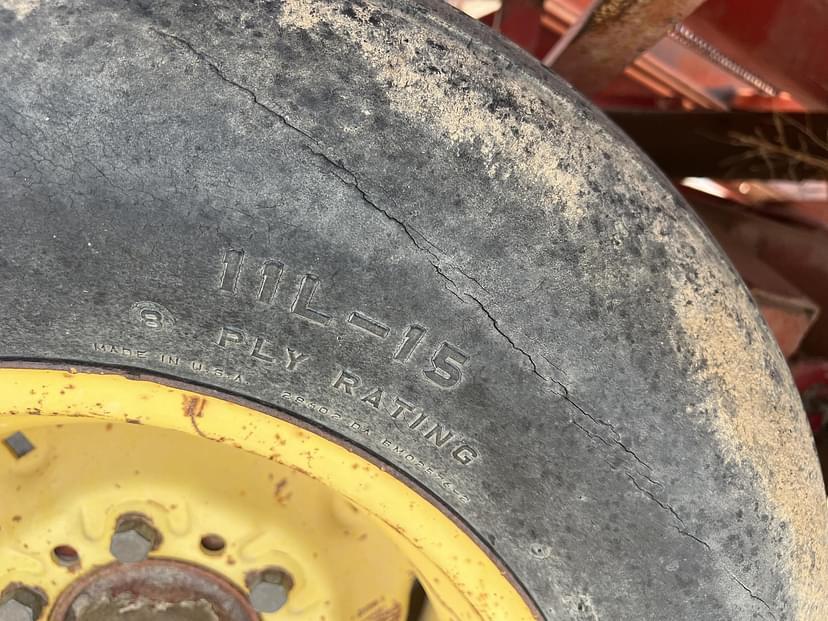 11L-15
8 PLY RATING
MADE IN U.S.A.